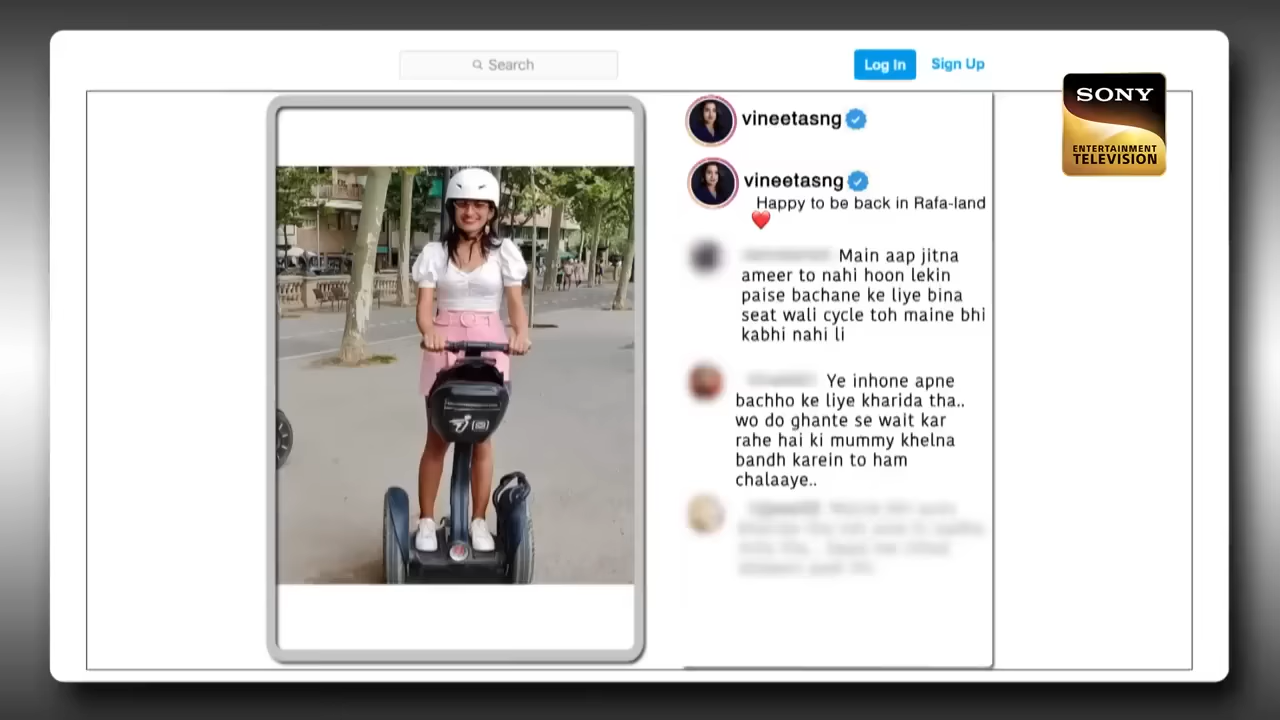 Search
Log In
Sign Up
SONY
ENTERTAINMENT
TELEVISION
vineetasng
vineetasng
Happy to be back in Rafa-land
❤️
Main aap jitna
ameer to nahi hoon lekin
paise bachane ke liye bina
seat wali cycle toh maine bhi
kabhi nahi li
Ye inhone apne
bachho ke liye kharida tha..
wo do ghante se wait kar
rahe hai ki mummy khelna
bandh karein to ham
chalaaye..